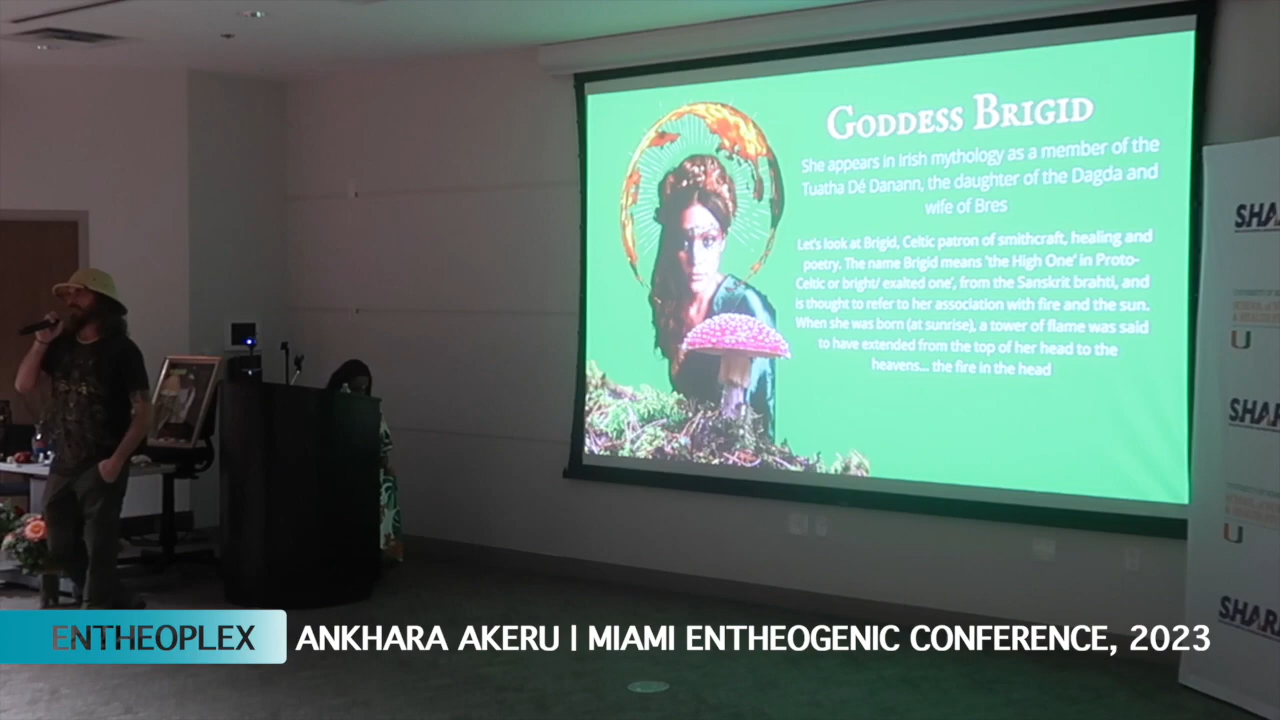 GODDESS BRIGID
She appears in Irish mythology as a member of the
Tuatha Dé Danann, the daughter of the Dagda and
wife of Bres
Let's look at Brigid, Celtic patron of smithcraft, healing and
poetry. The name Brigid means 'the High One' in Proto-
Celtic or bright/ exalted one', from the Sanskrit brahti, and
is thought to refer to her association with fire and the sun.
When she was born (at sunrise), a tower of flame was said
to have extended from the top of her head to the
heavens... the fire in the head
SHAR
U
SHAR
U
SHAR
ENTHEOPLEX
ANKHARA AKERU | MIAMI ENTHEOGENIC CONFERENCE, 2023